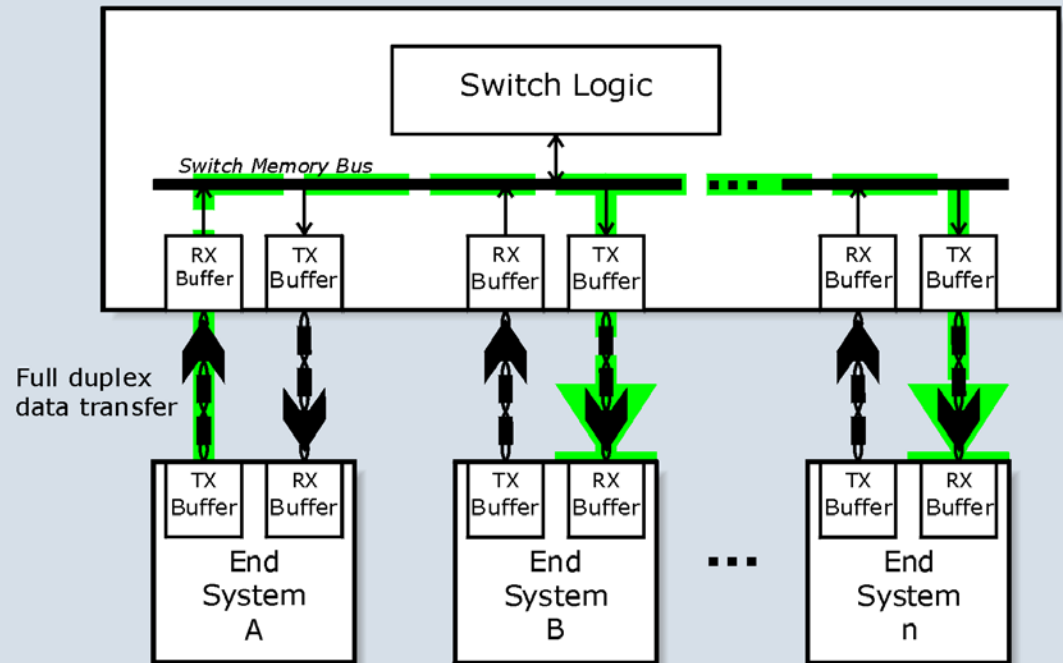 Switch Logic
Switch Memory Bus
RX
Buffer
TX
Buffer
RX
Buffer
TX
Buffer
RX
Buffer
TX
Buffer
Full duplex
data transfer
TX
Buffer
RX
Buffer
TX
Buffer
RX
Buffer
TX
Buffer
RX
Buffer
End
System
A
End
System
B
End
System
n